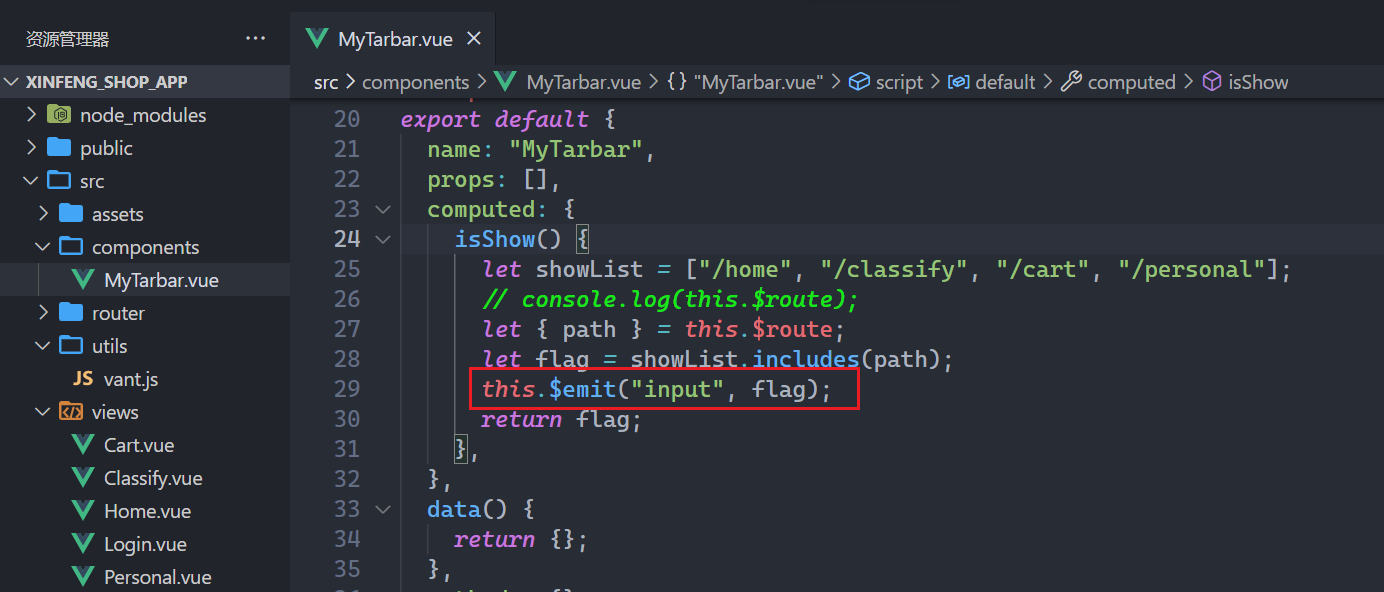 资源管理器 ···
MyTarbar.vue
XINFENG_SHOP_APP
src > components > MyTarbar.vue > {} "MyTarbar.vue" > script > default > computed > isShow
node_modules
public
src
assets
components
MyTarbar.vue
router
utils
JS vant.js
views
Cart.vue
Classify.vue
Home.vue
Login.vue
Personal.vue
20 export default {
21 name: "MyTarbar",
22 props: [],
23 computed: {
24 isShow() {
25 let showList = ["/home", "/classify", "/cart", "/personal"];
26 // console.log(this.$route);
27 let { path } = this.$route;
28 let flag = showList.includes(path);
29 this.$emit("input", flag);
30 return flag;
31 },
32 },
33 data() {
34 return {};
35 },